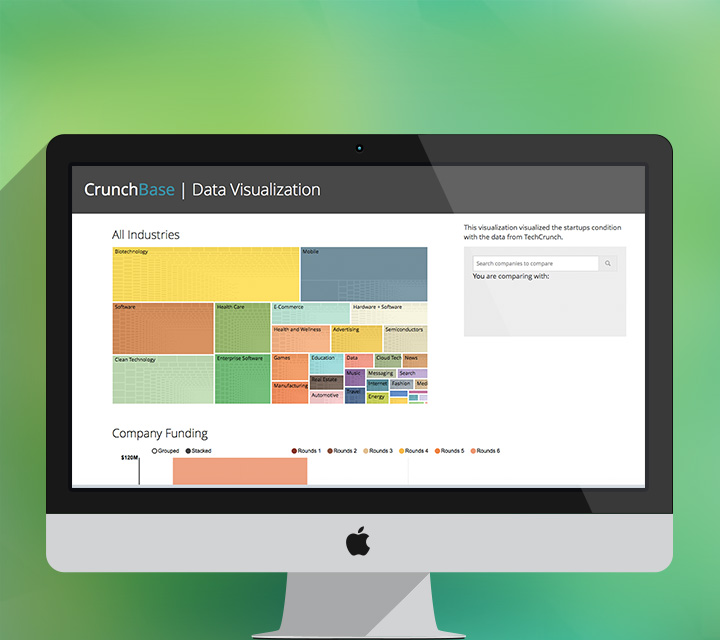 CrunchBase | Data Visualization
All Industries
Biotechnology
Mobile
Software
Health Care
E-Commerce
Hardware + Software
Health and Wellness
Advertising
Semiconductors
Clean Technology
Enterprise Software
Games
Education
Data
Cloud Tech
News
Manufacturing
Real Estate
Automotive
Music
Messaging
Search
Internet
Fashion
Med
Travel
Energy
This visualization visualized the startups condition
with the data from TechCrunch.
Search companies to compare
You are comparing with:
Company Funding
Grouped
Stacked
Rounds 1
Rounds 2
Rounds 3
Rounds 4
Rounds 5
Rounds 6
$120M